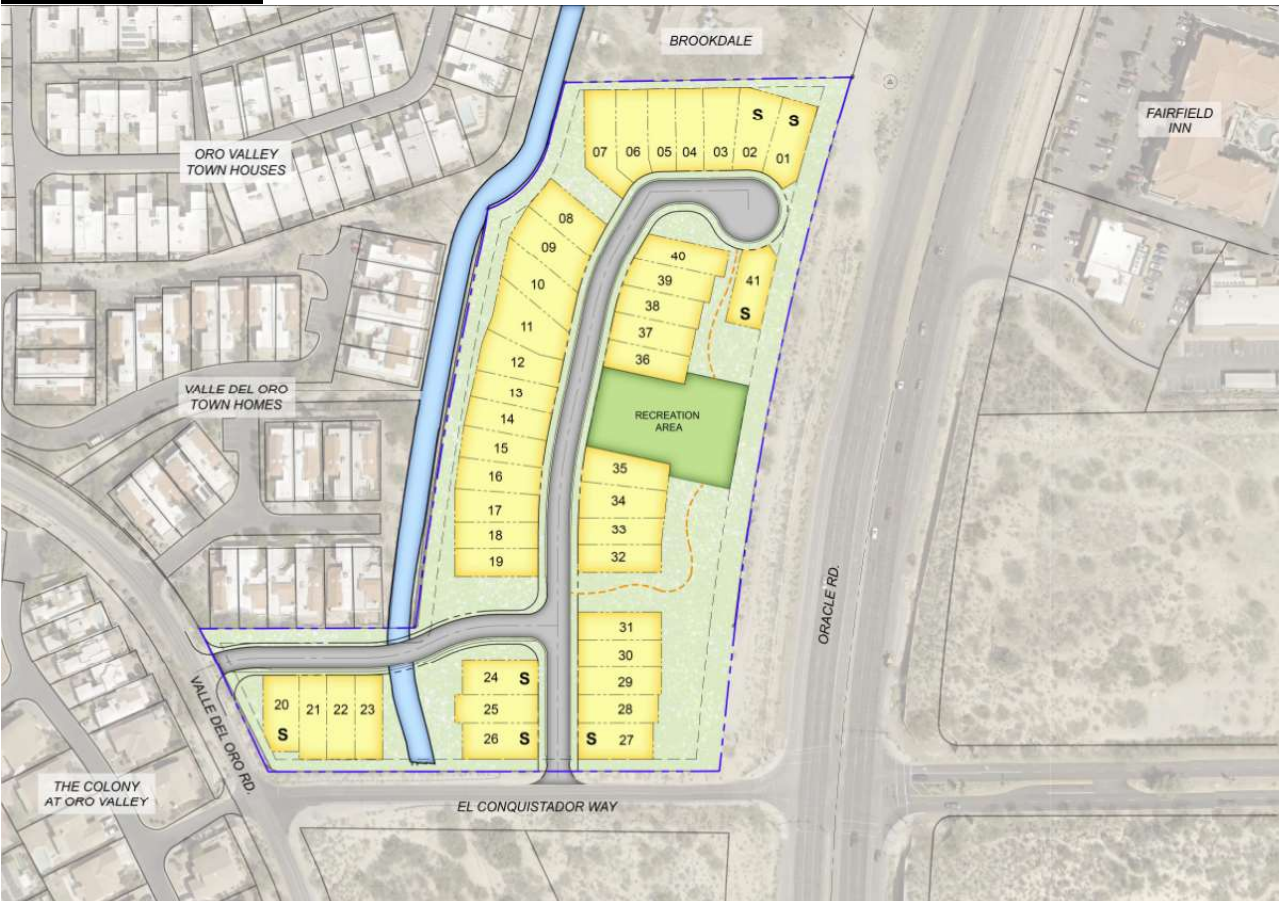 BROOKDALE
FAIRFIELD
INN
ORO VALLEY
TOWN HOUSES
S
S
07
06
05
04
03
02
01
08
09
10
11
12
13
14
15
16
17
18
19
40
39
38
37
36
41
S
RECREATION
AREA
35
34
33
32
VALLE DEL ORO
TOWN HOMES
ORACLE RD.
31
30
29
28
S 27
24 S
25
26 S
20
S
21
22
23
VALLE DEL ORO RD.
THE COLONY
AT ORO VALLEY
EL CONQUISTADOR WAY